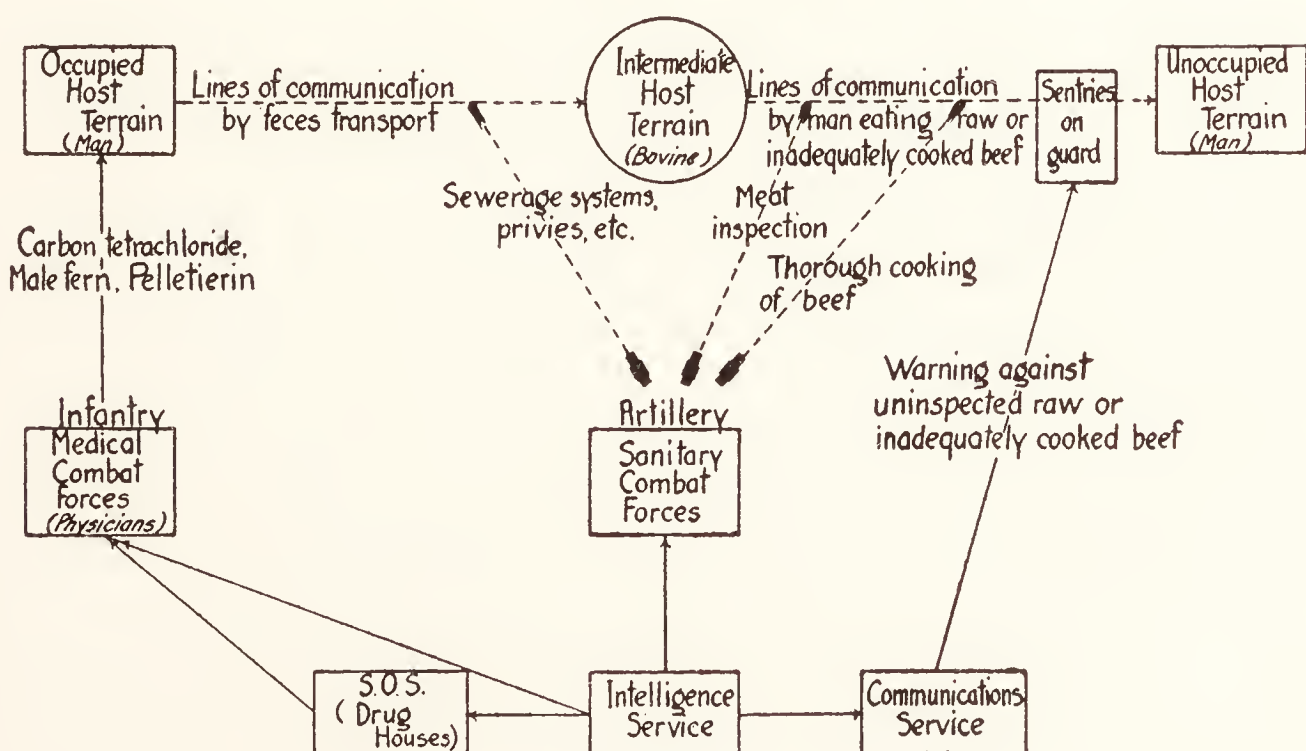 Occupied
Host
Terrain
(Man)
Lines of communication
by feces transport
Intermediate
Host
Terrain
(Bovine)
Lines of communication
by man eating raw or
inadequately cooked beef
Sentries
on
guard
Unoccupied
Host
Terrain
(Man)
Sewerage systems,
privies, etc.
Meat
inspection
Thorough cooking
of beef
Carbon tetrachloride,
Male fern, Pelletierin
Warning against
uninspected raw or
inadequately cooked beef
Infantry
Medical
Combat
Forces
(Physicians)
Artillery
Sanitary
Combat
Forces
S.O.S.
(Drug
Houses)
Intelligence
Service
Communications
Service